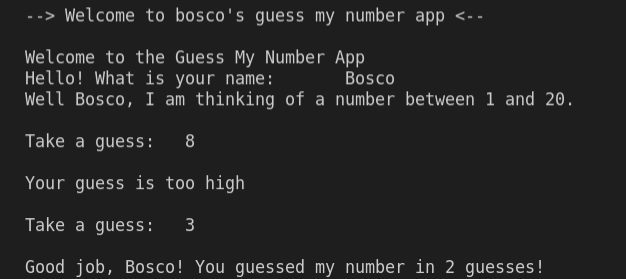 --> Welcome to bosco's guess my number app <--
Welcome to the Guess My Number App
Hello! What is your name:       Bosco
Well Bosco, I am thinking of a number between 1 and 20.
Take a guess:   8
Your guess is too high
Take a guess:   3
Good job, Bosco! You guessed my number in 2 guesses!